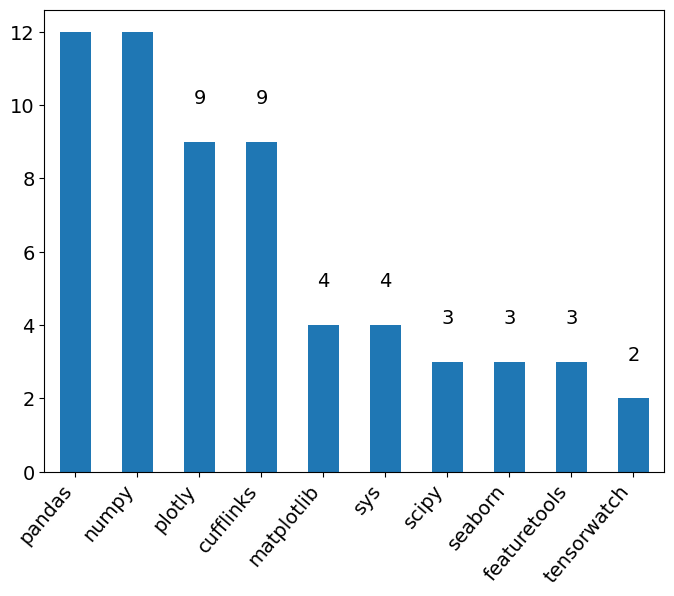 12
10
8
6
4
2
0
9
9
4
4
3
3
3
2
pandas
numpy
plotly
cufflinks
matplotlib
sys
scipy
seaborn
featuretools
tensorwatch